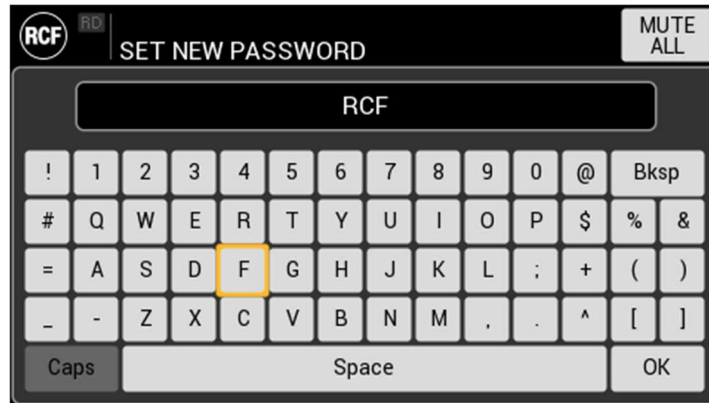 RCF RD SET NEW PASSWORD MUTE ALL
RCF
! 1 2 3 4 5 6 7 8 9 0 @ Bksp
# Q W E R T Y U I O P $ % &
= A S D F G H J K L ; + ( )
_ - Z X C V B N M , . ^ [ ]
Caps Space OK